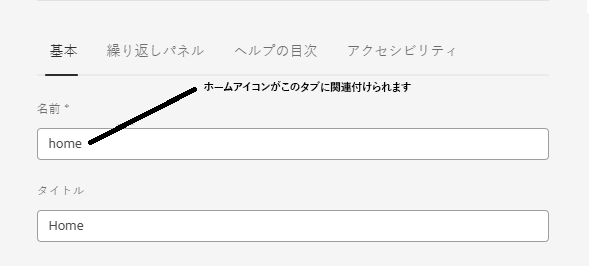 基本 繰り返しパネル ヘルプの目次 アクセシビリティ
ホームアイコンがこのタブに関連付けられます
名前 *
home
タイトル
Home